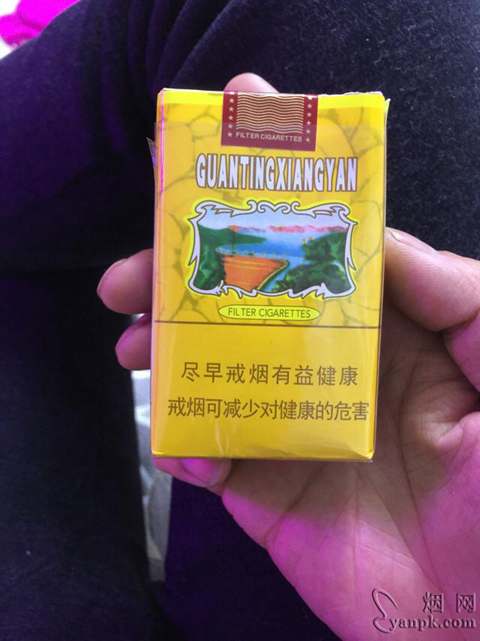 FILTER CIGARETTES
GUANTINGXIANGYAN
FILTER CIGARETTES
尽早戒烟有益健康
戒烟可减少对健康的危害
烟网
yanpk.com